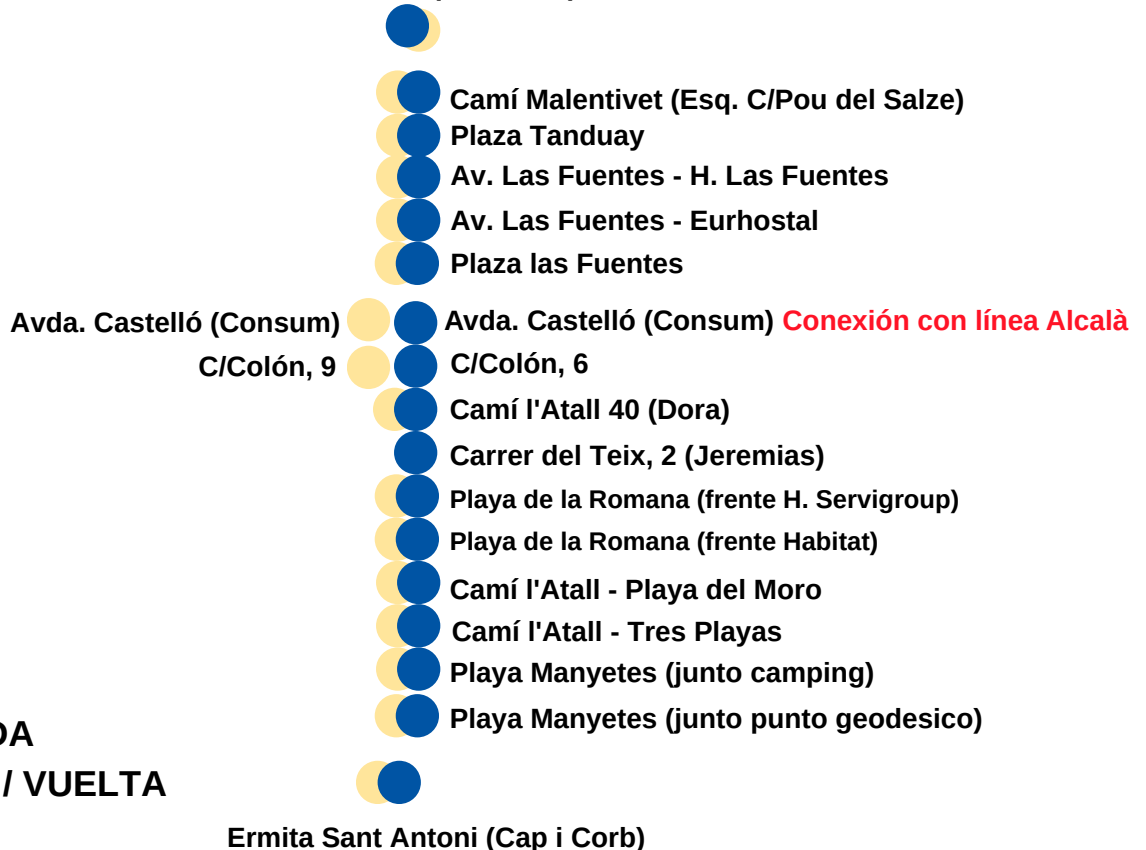 Camí Malentivet (Esq. C/Pou del Salze)
Plaza Tanduay
Av. Las Fuentes - H. Las Fuentes
Av. Las Fuentes - Eurhostal
Plaza las Fuentes
Avda. Castelló (Consum) Avda. Castelló (Consum) Conexión con línea Alcalà
C/Colón, 9 C/Colón, 6
Camí l'Atall 40 (Dora)
Carrer del Teix, 2 (Jeremias)
Playa de la Romana (frente H. Servigroup)
Playa de la Romana (frente Habitat)
Camí l'Atall - Playa del Moro
Camí l'Atall - Tres Playas
Playa Manyetes (junto camping)
Playa Manyetes (junto punto geodesico)
DA
/ VUELTA
Ermita Sant Antoni (Cap i Corb)